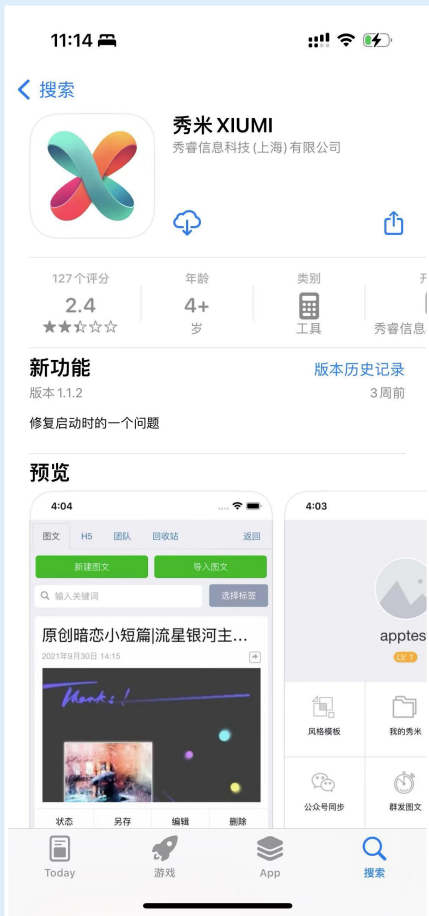 11:14
搜索
秀米 XIUMI
秀睿信息科技 (上海) 有限公司
127个评分 年龄 类别
2.4 4+
岁 工具 秀睿信息
新功能 版本历史记录
版本 1.1.2 3周前
修复启动时的一个问题
预览
4:04 4:03
图文 H5 团队 回收站 返回
新建图文 导入图文
输入关键词 选择标签
原创暗恋小短篇|流星银河主...
2021年9月30日 14:15
Thanks!
apptest
LV 1
风格模板 我的秀米
公众号同步 群发图文
状态 另存 编辑 删除
Today 游戏 App 搜索